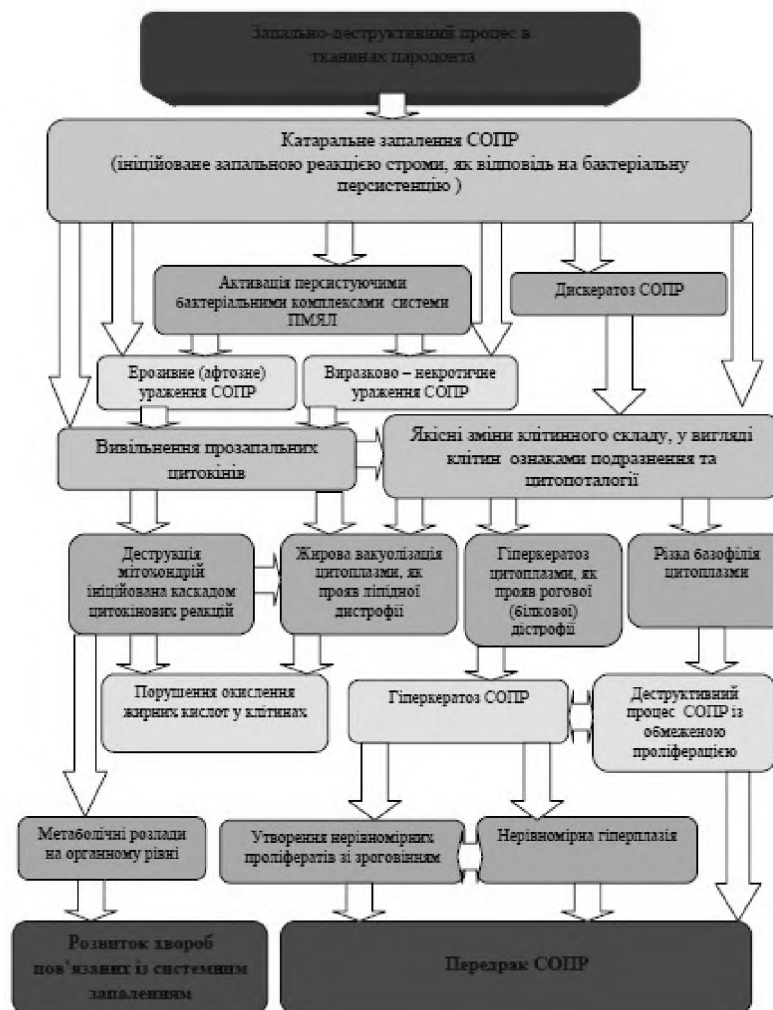 Запально-деструктивний процес в
тканинах пародонта
Катаральне запалення СОПР
(ініційоване запальною реакцією строми, як відповідь на бактеріальну
персистенцію )
Активація персистуючими
бактеріальними комплексами системи
ПМЯЛ
Дискератоз СОПР
Ерозивне (афтозне)
ураження СОПР
Виразково – некротичне
ураження СОПР
Вивільнення прозапальних
цитокінів
Якісні зміни клітинного складу, у вигляді
клітин ознаками подразнення та
цитопоталогії
Деструкція
мітохондрій
ініційована каскадом
цитокінових реакцій
Жирова вакуолізація
цитоплазми, як
прояв ліпідної
дистрофії
Гіперкератоз
цитоплазми, як
прояв рогової
(білкової)
дістрофії
Різка базофілія
цитоплазми
Порушення окислення
жирних кислот у клітинах
Гіперкератоз СОПР
Деструктивний
процес СОПР із
обмеженою
проліферацією
Метаболічні розлади
на органному рівні
Утворення нерівномірних
проліфератів зі зроговінням
Нерівномірна гіперплазія
Розвиток хвороб
пов’язаних із системним
запаленням
Передрак СОПР